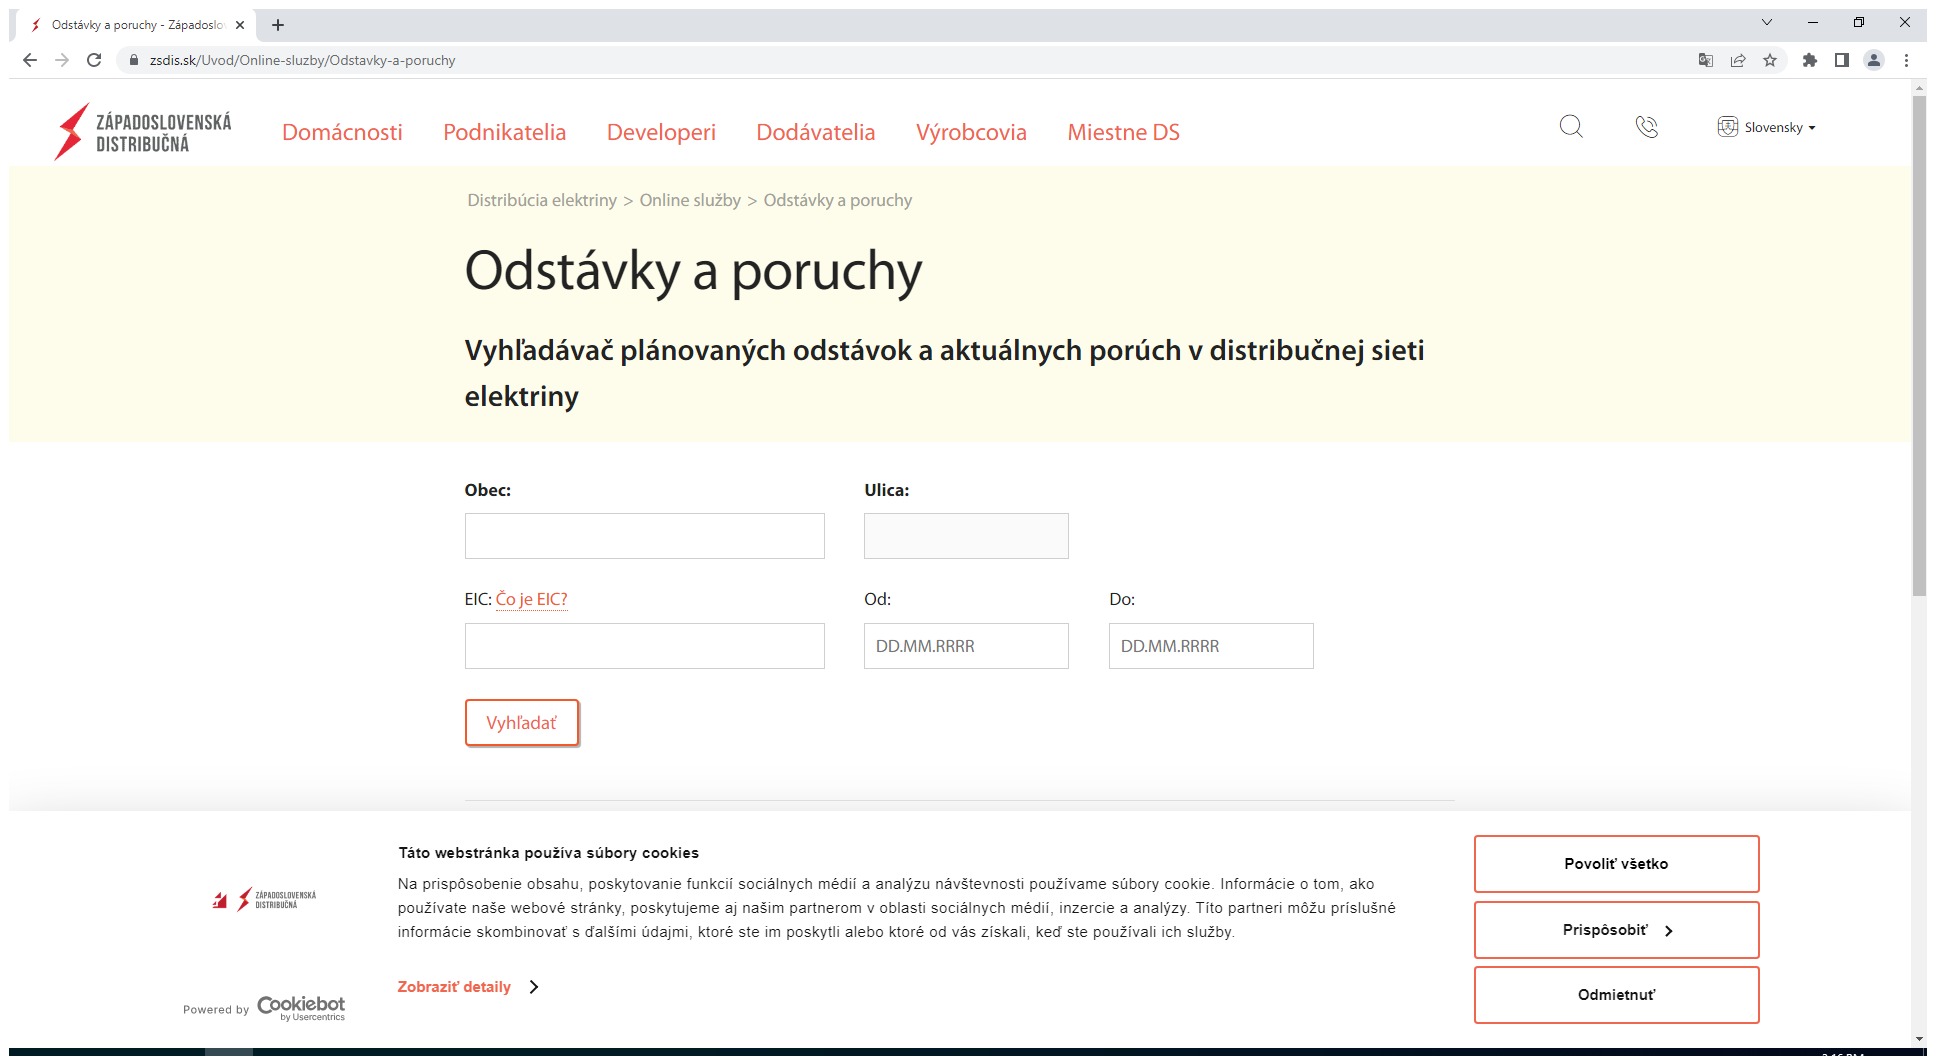 Odstávky a poruchy - Západoslo
zsdis.sk/Uvod/Online-sluzby/Odstavky-a-poruchy
ZÁPADOSLOVENSKÁ
DISTRIBUČNÁ
Domácnosti Podnikatelia Developeri Dodávatelia Výrobcovia Miestne DS
Slovensky
Distribúcia elektriny > Online služby > Odstávky a poruchy
Odstávky a poruchy
Vyhľadávač plánovaných odstávok a aktuálnych porúch v distribučnej sieti
elektriny
Obec: Ulica:
EIC: Čo je EIC? Od: Do:
DD.MM.RRRR DD.MM.RRRR
Vyhľadať
Táto webstránka používa súbory cookies
Na prispôsobenie obsahu, poskytovanie funkcií sociálnych médií a analýzu návštevnosti používame súbory cookie. Informácie o tom, ako
používate naše webové stránky, poskytujeme aj našim partnerom v oblasti sociálnych médií, inzercie a analýzy. Títo partneri môžu príslušné
informácie skombinovať s ďalšími údajmi, ktoré ste im poskytli alebo ktoré od vás získali, keď ste používali ich služby.
Zobraziť detaily
ZÁPADOSLOVENSKÁ
DISTRIBUČNÁ
Powered by Cookiebot
by Usercentrics
Povoliť všetko
Prispôsobiť
Odmietnuť